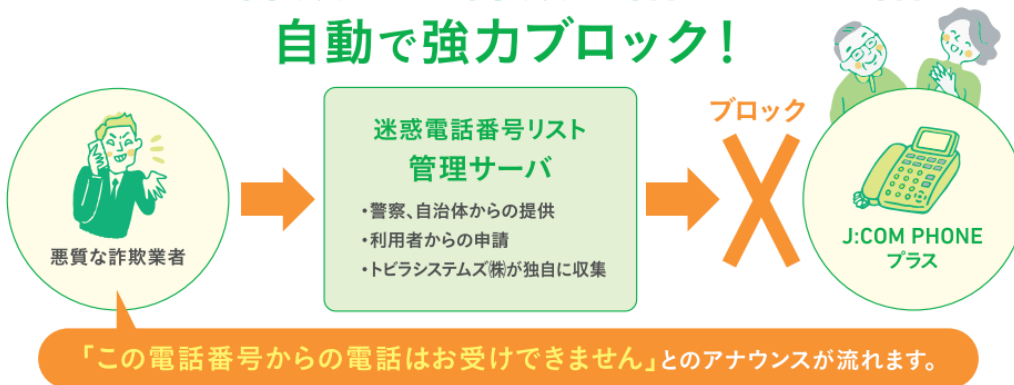 自動で強力ブロック!
迷惑電話番号リスト
管理サーバ
・警察、自治体からの提供
・利用者からの申請
・トビラシステムズ㈱が独自に収集
悪質な詐欺業者
ブロック
J:COM PHONE
プラス
「この電話番号からの電話はお受けできません」とのアナウンスが流れます。